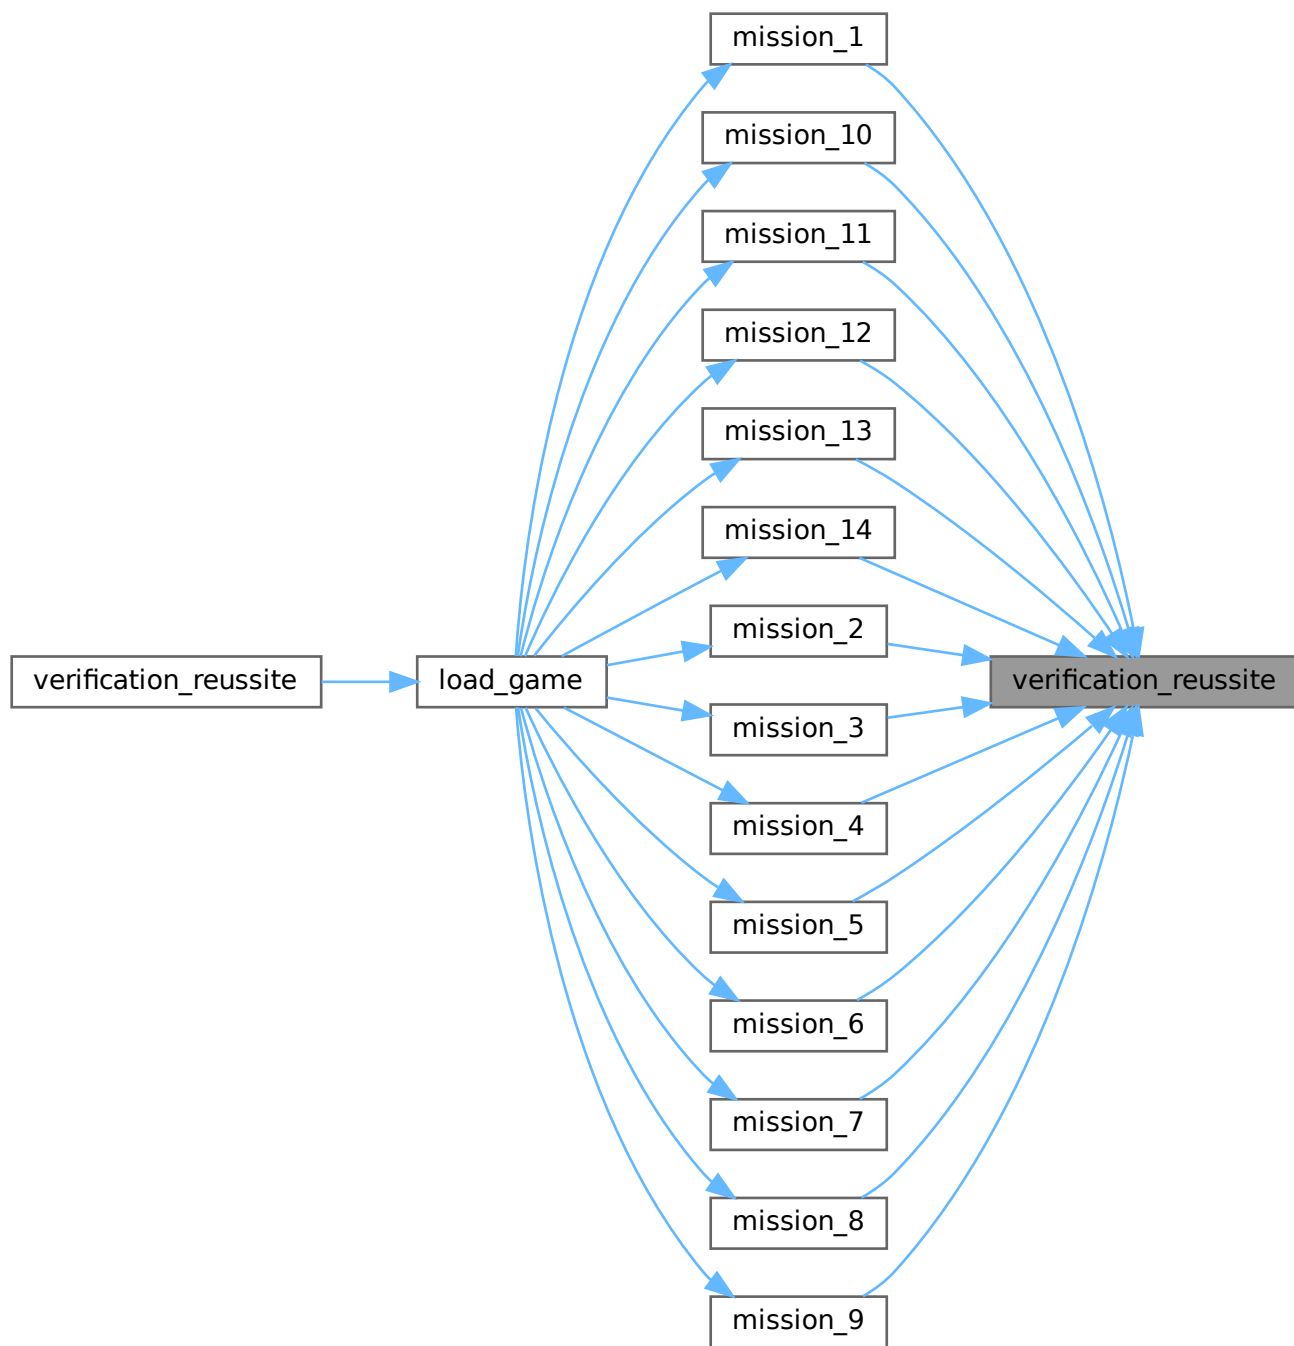 mission_1
mission_10
mission_11
mission_12
mission_13
mission_14
mission_2
verification_reussite
load_game
verification_reussite
mission_3
mission_4
mission_5
mission_6
mission_7
mission_8
mission_9